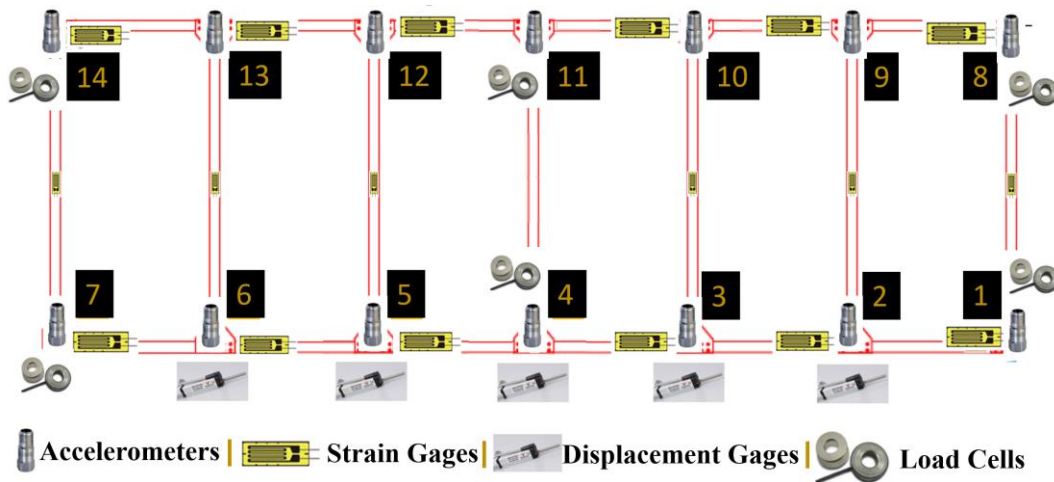 14 13 12 11 10 9 8
7 6 5 4 3 2 1
Accelerometers | Strain Gages | Displacement Gages | Load Cells